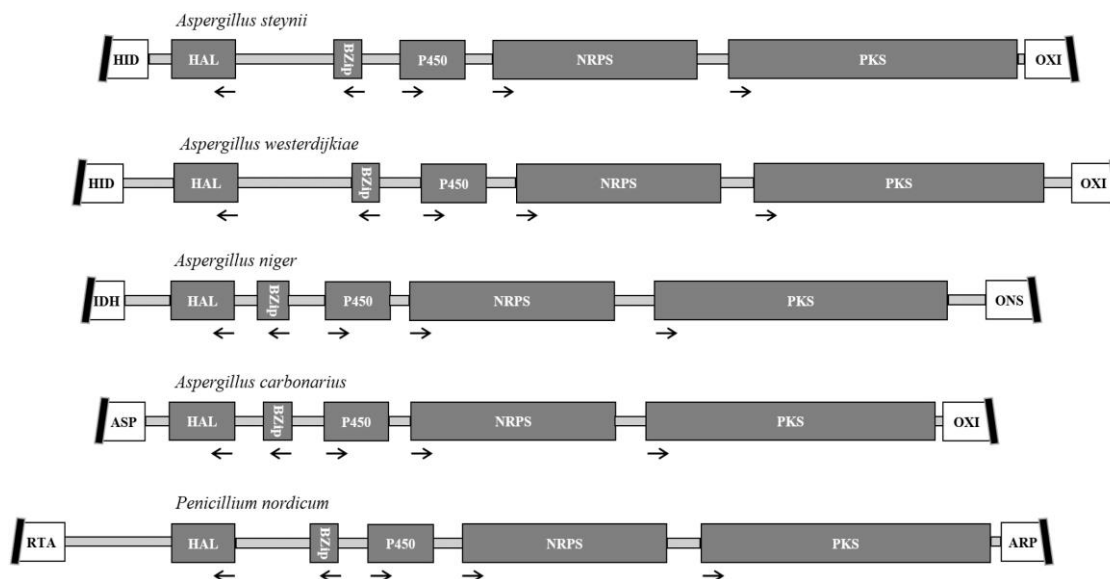 Aspergillus steynii
HID HAL BZip P450 NRPS PKS OXI
Aspergillus westerdijkiae
HID HAL BZip P450 NRPS PKS OXI
Aspergillus niger
IDH HAL BZip P450 NRPS PKS ONS
Aspergillus carbonarius
ASP HAL BZip P450 NRPS PKS OXI
Penicillium nordicum
RTA HAL BZip P450 NRPS PKS ARP